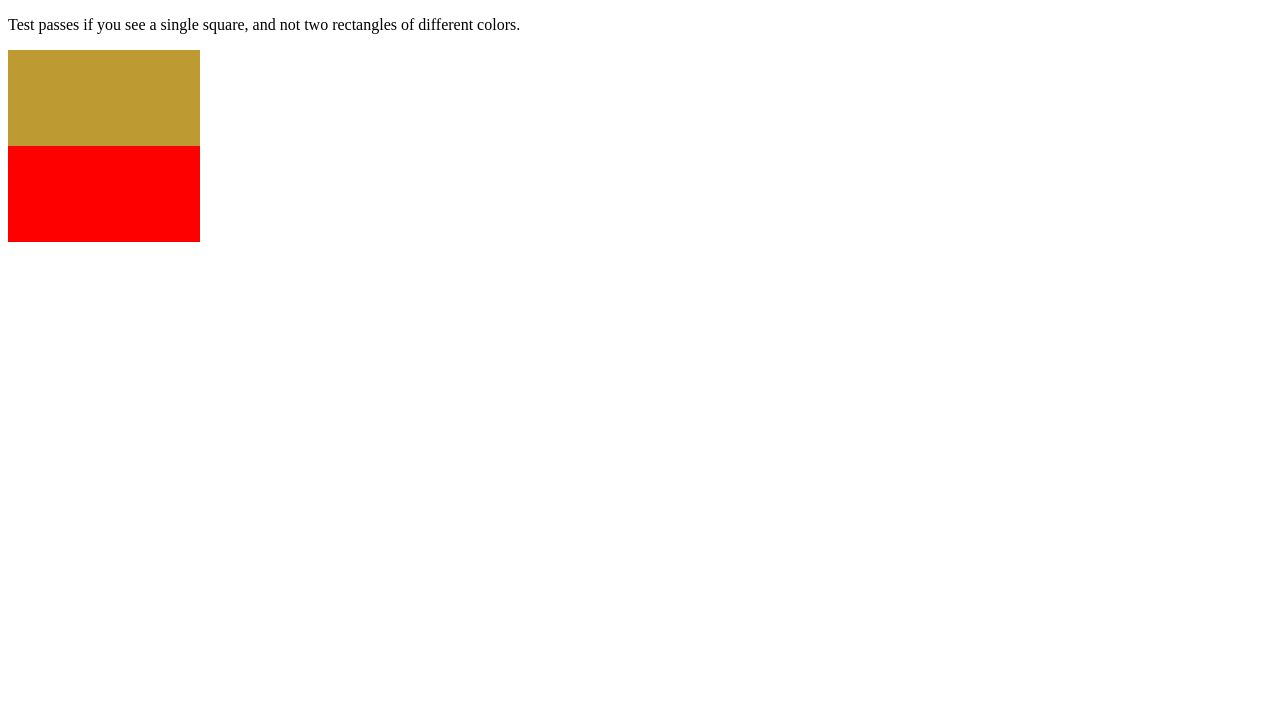 Test passes if you see a single square, and not two rectangles of different colors.